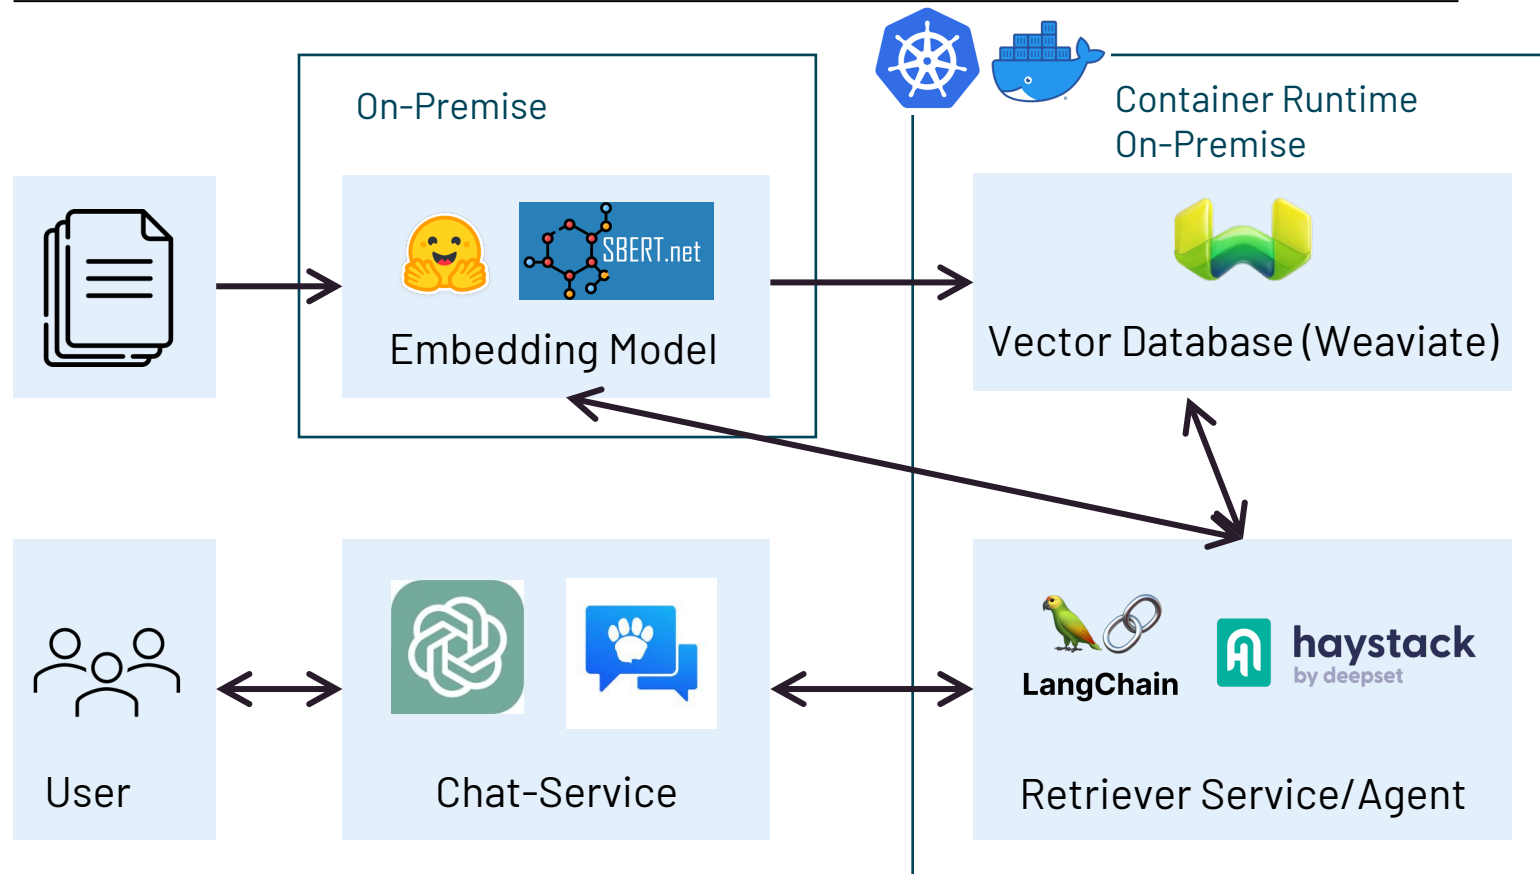 On-Premise
Container Runtime
On-Premise
SBERT.net
Embedding Model
Vector Database (Weaviate)
User
Chat-Service
LangChain
haystack
by deepset
Retriever Service/Agent